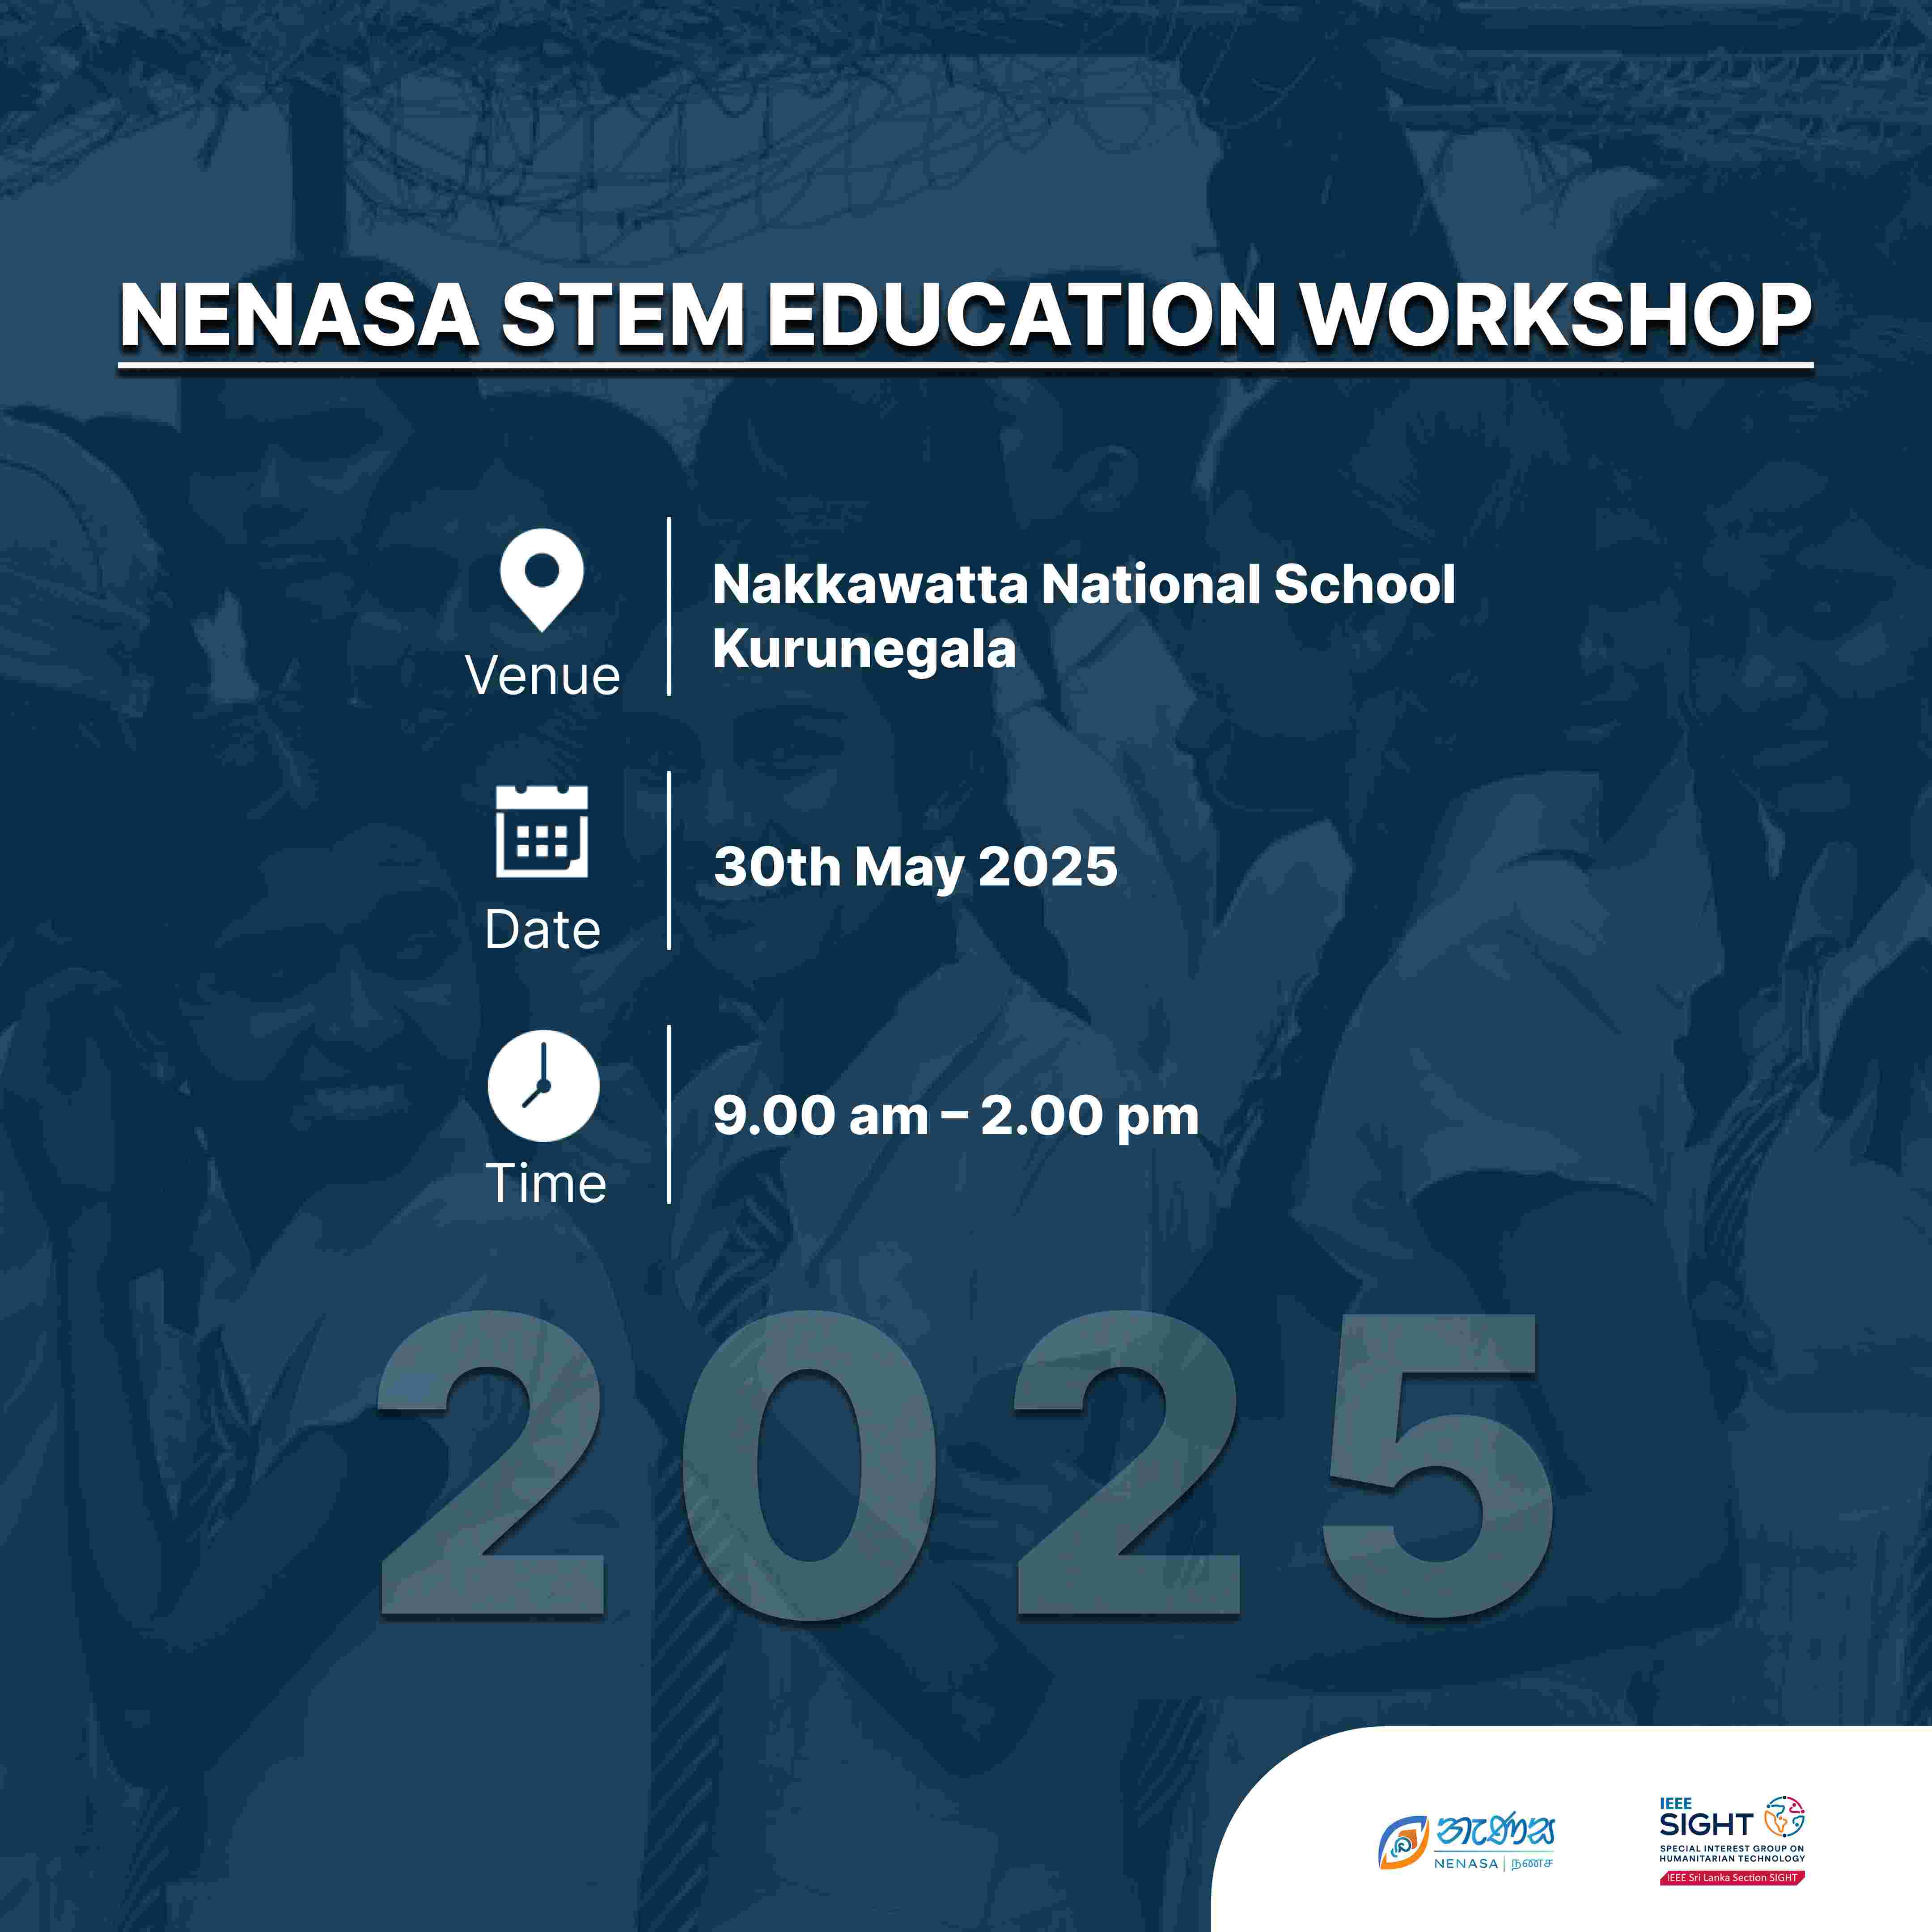 NENASA STEM EDUCATION WORKSHOP
Venue
Nakkawatta National School
Kurunegala
Date
30th May 2025
Time
9.00 am – 2.00 pm
2025
නැණස
NENASA | நணச
IEEE
SIGHT
SPECIAL INTEREST GROUP ON
HUMANITARIAN TECHNOLOGY
IEEE Sri Lanka Section SIGHT